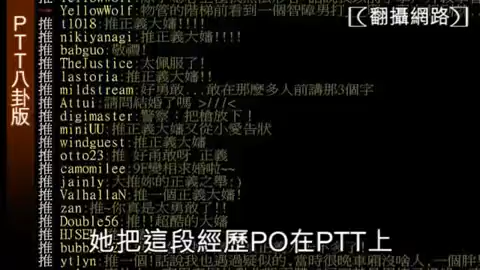 【翻攝網路】
PTT八卦版
YellowWolf: 物資的隊伍前看到一個智障男打
推 t1018: 推正義大嬸!!!!
推 nikiyanagi: 推正義大嬸!!!!
推 babguo: 敬禮!
推 TheJustice: 太佩服了!
推 lastoria: 推正義大嬸!!!
推 mildstream: 好勇敢...敢在那麼多人前講那3個字
推 Attui: 請問結婚了嗎 >///<
推 digimaster: 警察;把槍放下!
推 miniUU: 推正義大嬸又從小愛告狀
推 windguest: 推正義大嬸
推 otto23: 好甫敢呀 正義
推 camomilee: 9F變相求婚啦~~
推 jainly: 大推妳的正義之舉:)
推 ValhallaN: 推一個正義大嬸!
推 zan: 推~你真是太勇敢了!!
推 Double56: 推!超酷的大嬸
推 HJSE
推 bubb
推 ytlyn: 推一個!話說我也遇過疑似的,當時很晚車廂沒啥人,一個胖
她把這段經歷PO在PTT上